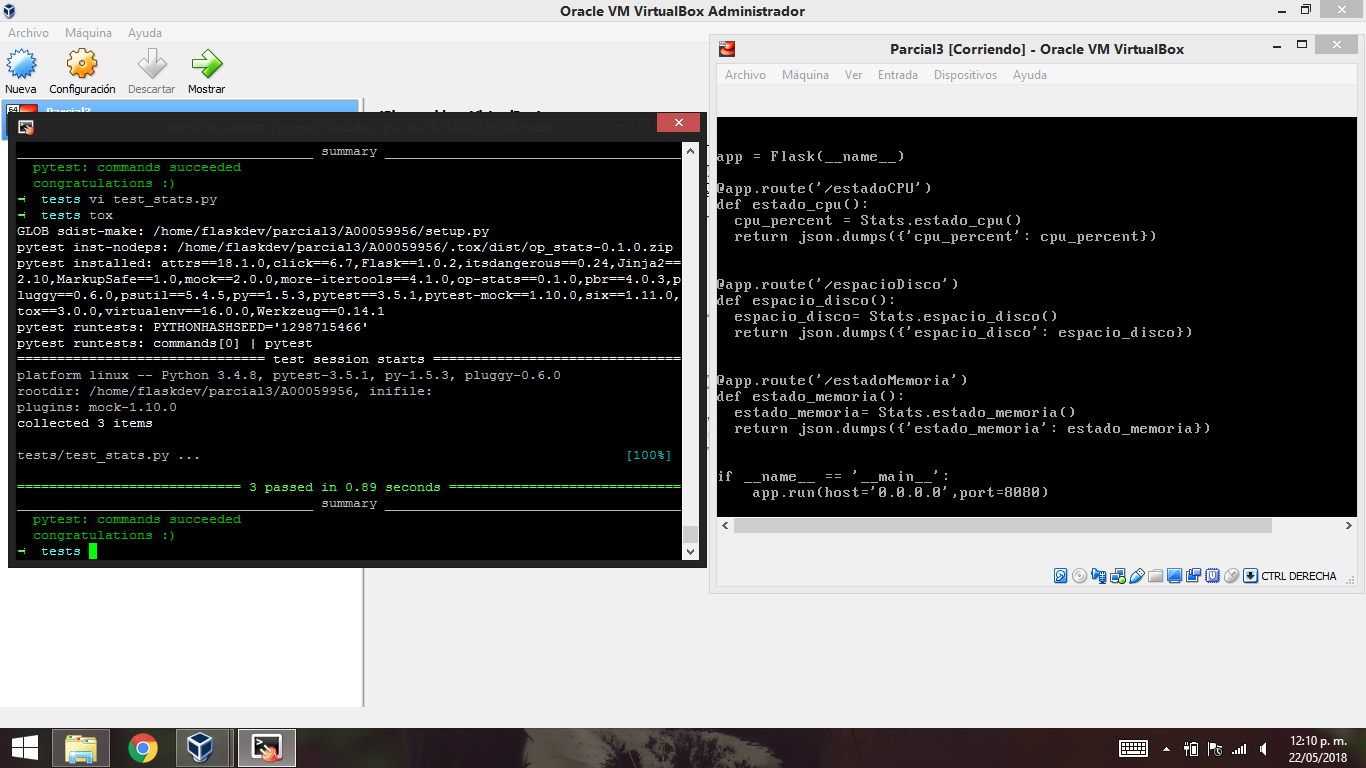 Oracle VM VirtualBox Administrador
Archivo Máquina Ayuda
Nueva Configuración Descartar Mostrar
64
Parcial3
summary
pytest: commands succeeded
congratulations :)
→ tests vi test_stats.py
→ tests tox
GLOB sdist-make: /home/flaskdev/parcial3/A00059956/setup.py
pytest inst-nodeps: /home/flaskdev/parcial3/A00059956/.tox/dist/op_stats-0.1.0.zip
pytest installed: attrs==18.1.0,click==6.7,Flask==1.0.2,itsdangerous==0.24,Jinja2==
2.10,MarkupSafe==1.0,mock==2.0.0,more-itertools==4.1.0,op-stats==0.1.0,pbr==4.0.3,p
luggy==0.6.0,psutil==5.4.5,py==1.5.3,pytest==3.5.1,pytest-mock==1.10.0,six==1.11.0,
tox==3.0.0,virtualenv==16.0.0,Werkzeug==0.14.1
pytest runtests: PYTHONHASHSEED='1298715466'
pytest runtests: commands[0] | pytest
=============================== test session starts ===============================
platform linux -- Python 3.4.8, pytest-3.5.1, py-1.5.3, pluggy-0.6.0
rootdir: /home/flaskdev/parcial3/A00059956, inifile:
plugins: mock-1.10.0
collected 3 items
tests/test_stats.py ... [100%]
============================ 3 passed in 0.89 seconds =============================
summary
pytest: commands succeeded
congratulations :)
→ tests
Parcial3 [Corriendo] - Oracle VM VirtualBox
Archivo Máquina Ver Entrada Dispositivos Ayuda
app = Flask(__name__)
@app.route('/estadoCPU')
def estado_cpu():
cpu_percent = Stats.estado_cpu()
return json.dumps({'cpu_percent': cpu_percent})
@app.route('/espacioDisco')
def espacio_disco():
espacio_disco= Stats.espacio_disco()
return json.dumps({'espacio_disco': espacio_disco})
@app.route('/estadoMemoria')
def estado_memoria():
estado_memoria= Stats.estado_memoria()
return json.dumps({'estado_memoria': estado_memoria})
if __name__ == '__main__':
app.run(host='0.0.0.0',port=8080)
CTRL DERECHA
12:10 p. m.
22/05/2018